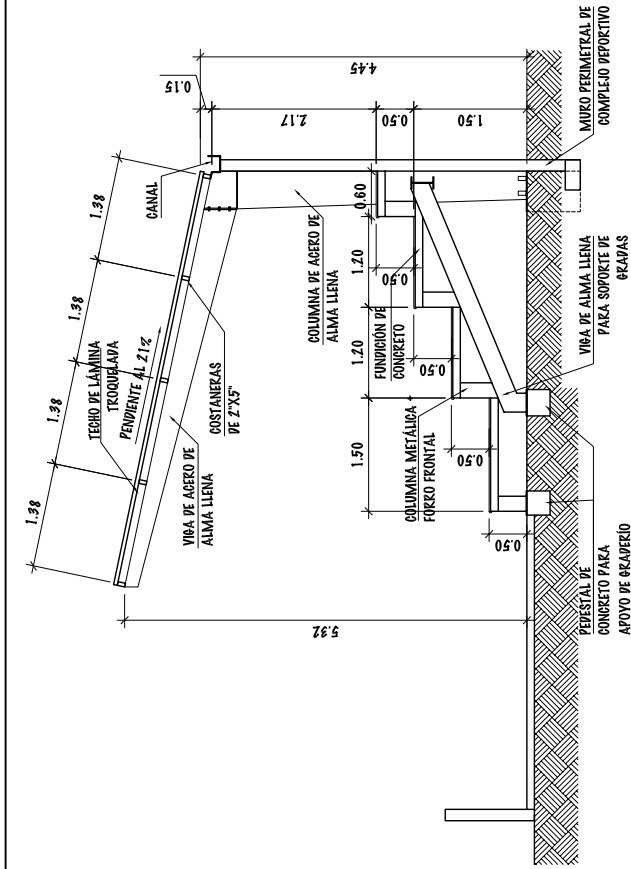 1.38
1.38
1.38
1.38
0.15
4.45
2.17
0.50
1.50
0.60
1.20
1.20
1.50
0.50
0.50
0.50
0.50
5.32
CANAL
TECHO DE LÁMINA
TROQUELADA
PENDIENTE AL 21%
COSTANERAS
DE 2"X5"
VIGA DE ACERO DE
ALMA LLENA
COLUMNA DE ACERO DE
ALMA LLENA
FUNDICIÓN DE
CONCRETO
COLUMNA METÁLICA
FORRO FRONTAL
MURO PERIMETRAL DE
COMPLEJO DEPORTIVO
VIGA DE ALMA LLENA
PARA SOPORTE DE
GRADAS
PEDESTAL DE
CONCRETO PARA
APOYO DE GRADERÍO